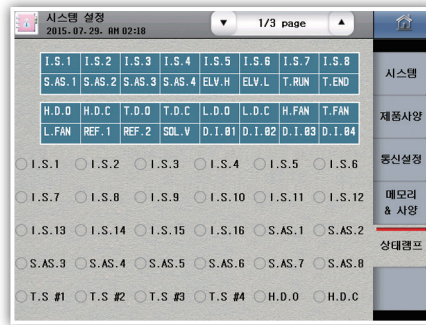 시스템 설정
2015.07.29. AM 02:18
▼ 1/3 page ▲
I.S.1 I.S.2 I.S.3 I.S.4 I.S.5 I.S.6 I.S.7 I.S.8
S.AS.1 S.AS.2 S.AS.3 S.AS.4 ELV.H ELV.L T.RUN T.END
H.D.O H.D.C T.D.O T.D.C L.D.O L.D.C H.FAN T.FAN
L.FAN REF.1 REF.2 SOL.V D.I.01 D.I.02 D.I.03 D.I.04
I.S.1 I.S.2 I.S.3 I.S.4 I.S.5 I.S.6
I.S.7 I.S.8 I.S.9 I.S.10 I.S.11 I.S.12
I.S.13 I.S.14 I.S.15 I.S.16 S.AS.1 S.AS.2
S.AS.3 S.AS.4 S.AS.5 S.AS.6 S.AS.7 S.AS.8
T.S #1 T.S #2 T.S #3 T.S #4 H.D.O H.D.C
시스템
제품사양
통신설정
메모리
& 사양
상태램프